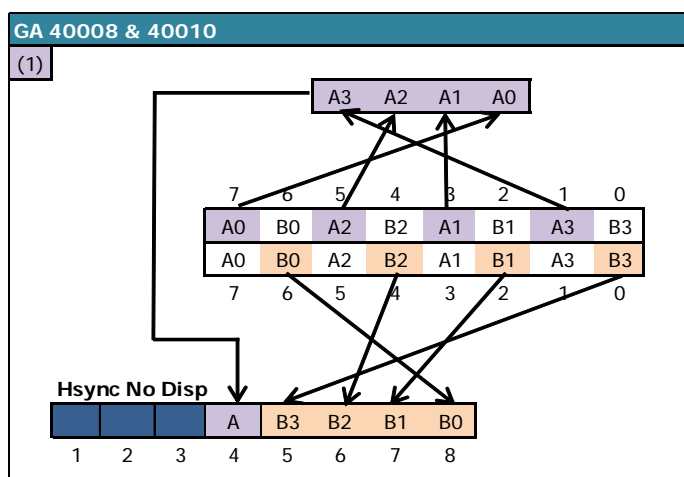 GA 40008 & 40010
(1)
A3 A2 A1 A0
7 6 5 4 3 2 1 0
A0 B0 A2 B2 A1 B1 A3 B3
A0 B0 A2 B2 A1 B1 A3 B3
7 6 5 4 3 2 1 0
Hsync No Disp
A B3 B2 B1 B0
1 2 3 4 5 6 7 8